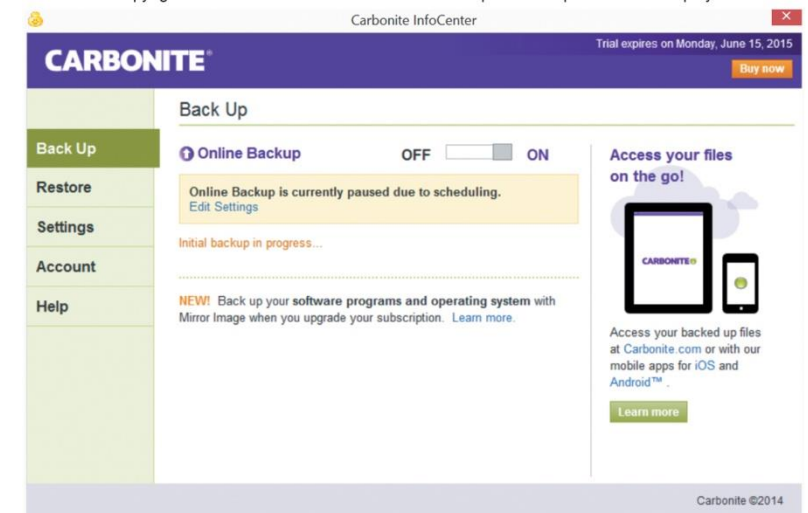 Carbonite InfoCenter
Trial expires on Monday, June 15, 2015
CARBONITE®
Buy now
Back Up
Restore
Settings
Account
Help
Back Up
Online Backup OFF ON
Online Backup is currently paused due to scheduling.
Edit Settings
Initial backup in progress...
NEW! Back up your software programs and operating system with
Mirror Image when you upgrade your subscription. Learn more.
Access your files
on the go!
CARBONITE
Access your backed up files
at Carbonite.com or with our
mobile apps for iOS and
Android™ .
Learn more
Carbonite ©2014